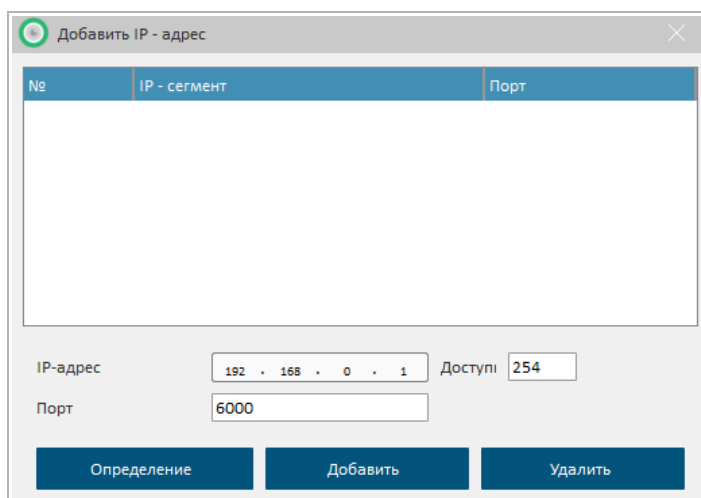 Добавить IP - адрес
№ IP - сегмент Порт
IP-адрес 192 . 168 . 0 . 1 Доступ 254
Порт 6000
Определение Добавить Удалить